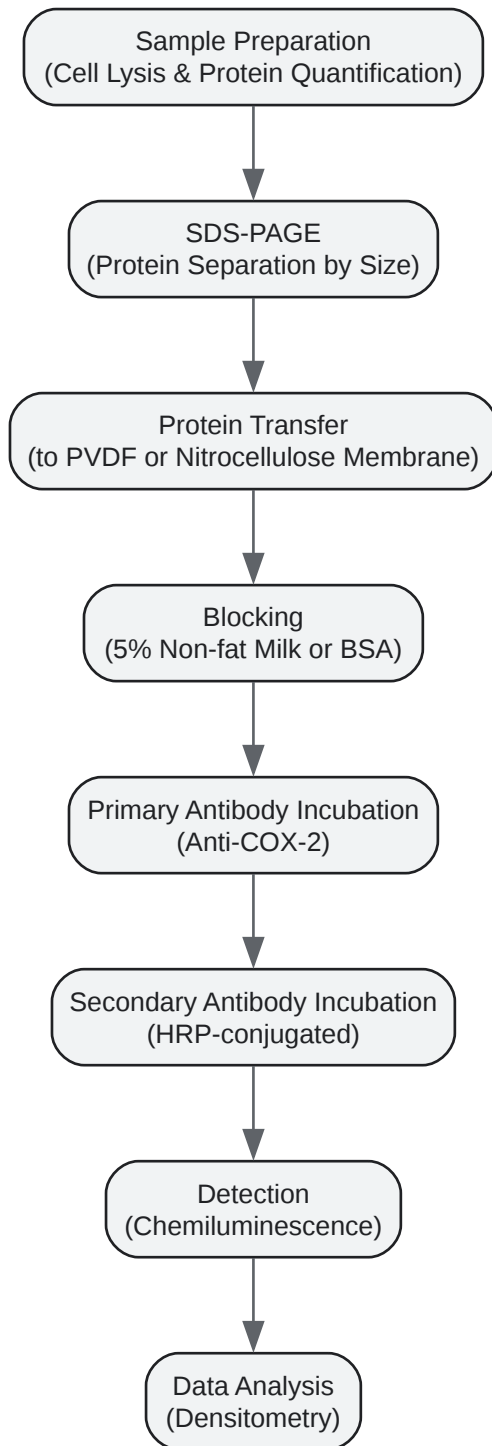 Sample Preparation
(Cell Lysis & Protein Quantification)
SDS-PAGE
(Protein Separation by Size)
Protein Transfer
(to PVDF or Nitrocellulose Membrane)
Blocking
(5% Non-fat Milk or BSA)
Primary Antibody Incubation
(Anti-COX-2)
Secondary Antibody Incubation
(HRP-conjugated)
Detection
(Chemiluminescence)
Data Analysis
(Densitometry)